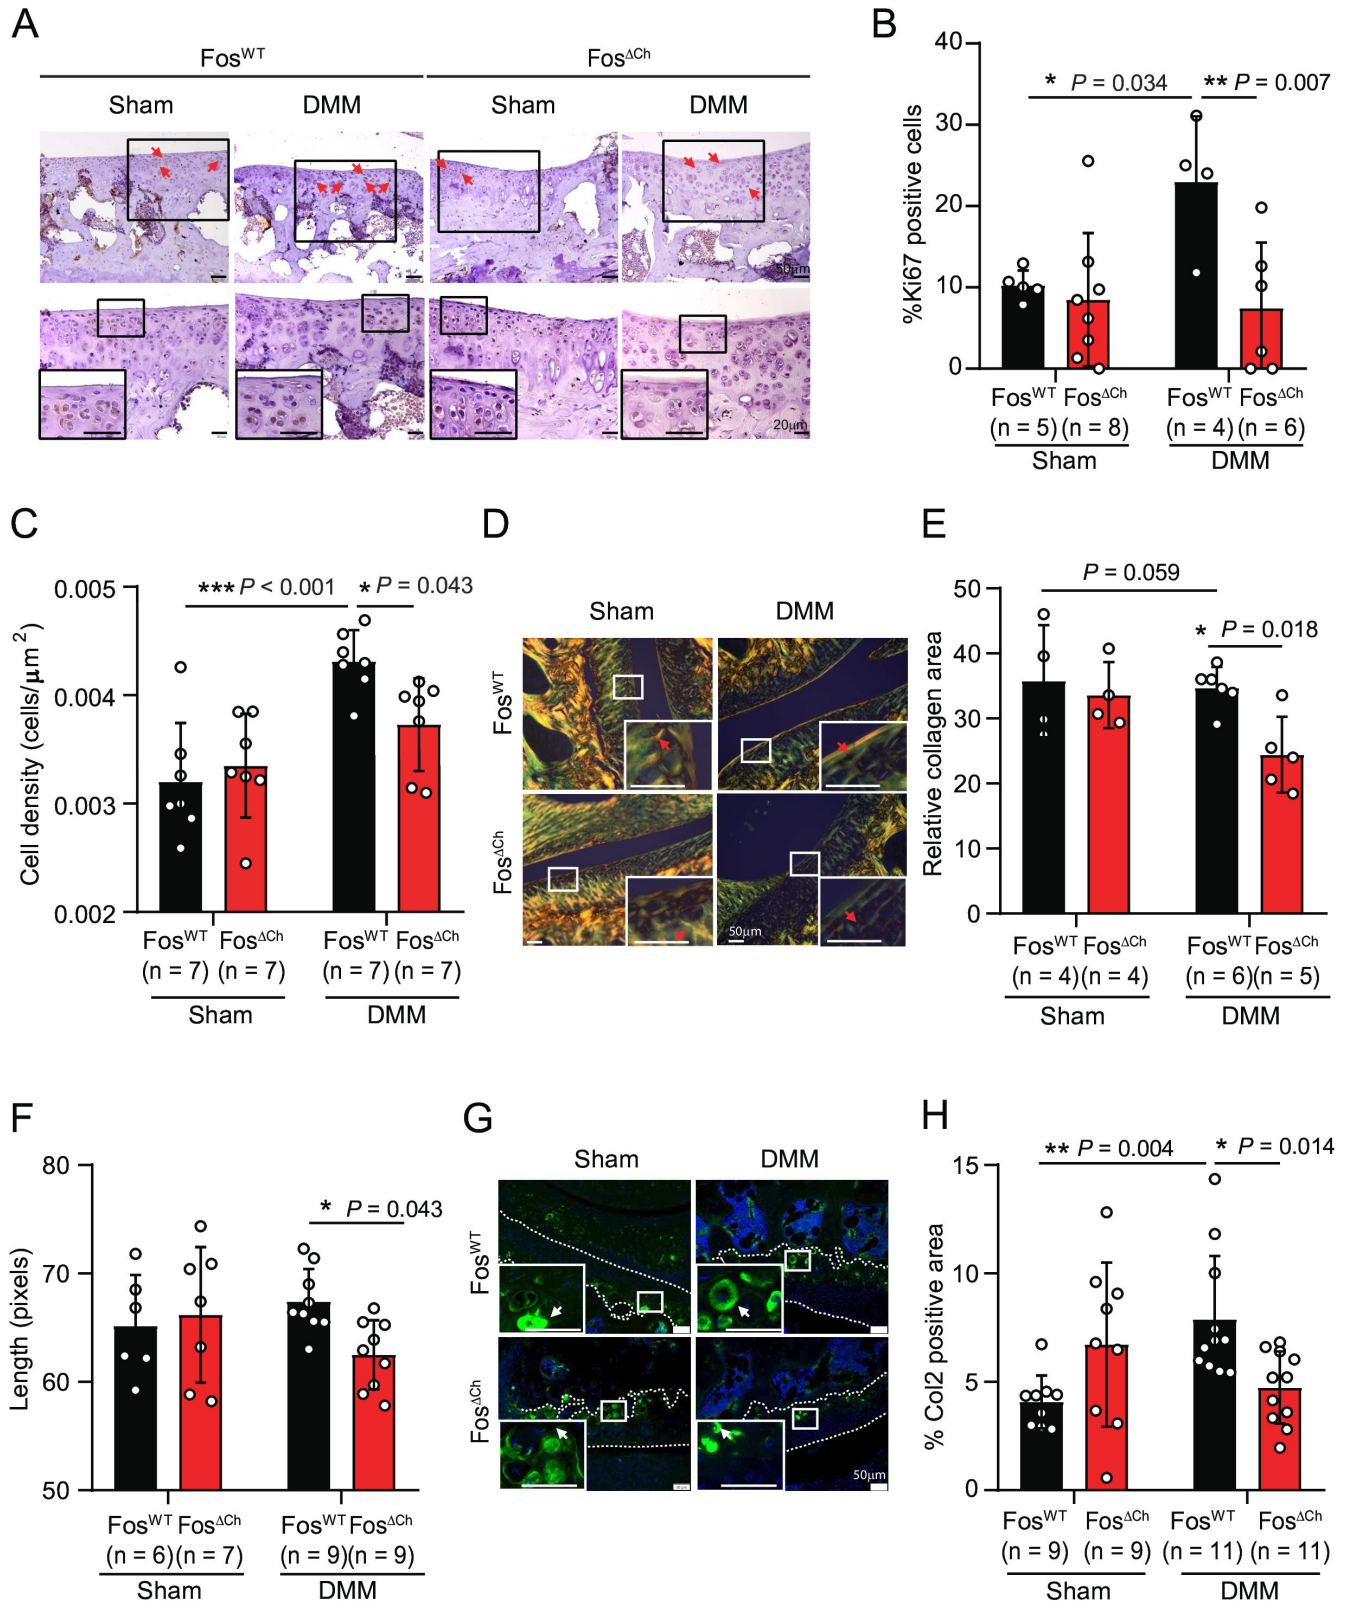 A
Fos^WT Fos^ΔCh
Sham DMM Sham DMM
50μm
20μm
B
%Ki67 positive cells
40
30
20
10
0
* P = 0.034 ** P = 0.007
Fos^WT Fos^ΔCh Fos^WT Fos^ΔCh
(n = 5) (n = 8) (n = 4) (n = 6)
Sham DMM
C
Cell density (cells/μm²)
0.005
0.004
0.003
0.002
*** P < 0.001 * P = 0.043
Fos^WT Fos^ΔCh Fos^WT Fos^ΔCh
(n = 7) (n = 7) (n = 7) (n = 7)
Sham DMM
D
Sham DMM
Fos^WT
Fos^ΔCh
50μm
E
Relative collagen area
50
40
30
20
10
0
P = 0.059
* P = 0.018
Fos^WT Fos^ΔCh Fos^WT Fos^ΔCh
(n = 4) (n = 4) (n = 6) (n = 5)
Sham DMM
F
Length (pixels)
80
70
60
50
* P = 0.043
Fos^WT Fos^ΔCh Fos^WT Fos^ΔCh
(n = 6) (n = 7) (n = 9) (n = 9)
Sham DMM
G
Sham DMM
Fos^WT
Fos^ΔCh
50μm
H
% Col2 positive area
15
10
5
0
** P = 0.004 * P = 0.014
Fos^WT Fos^ΔCh Fos^WT Fos^ΔCh
(n = 9) (n = 9) (n = 11) (n = 11)
Sham DMM